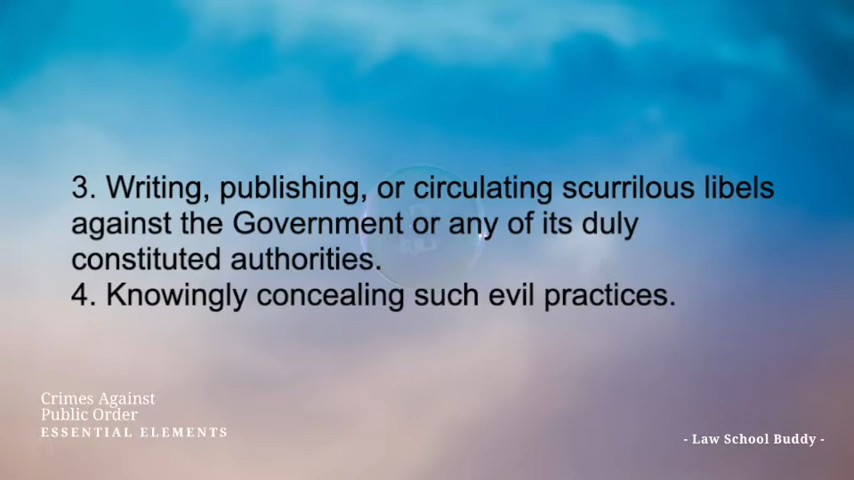 3. Writing, publishing, or circulating scurrilous libels
against the Government or any of its duly
constituted authorities.
4. Knowingly concealing such evil practices.
Crimes Against
Public Order
ESSENTIAL ELEMENTS
- Law School Buddy -